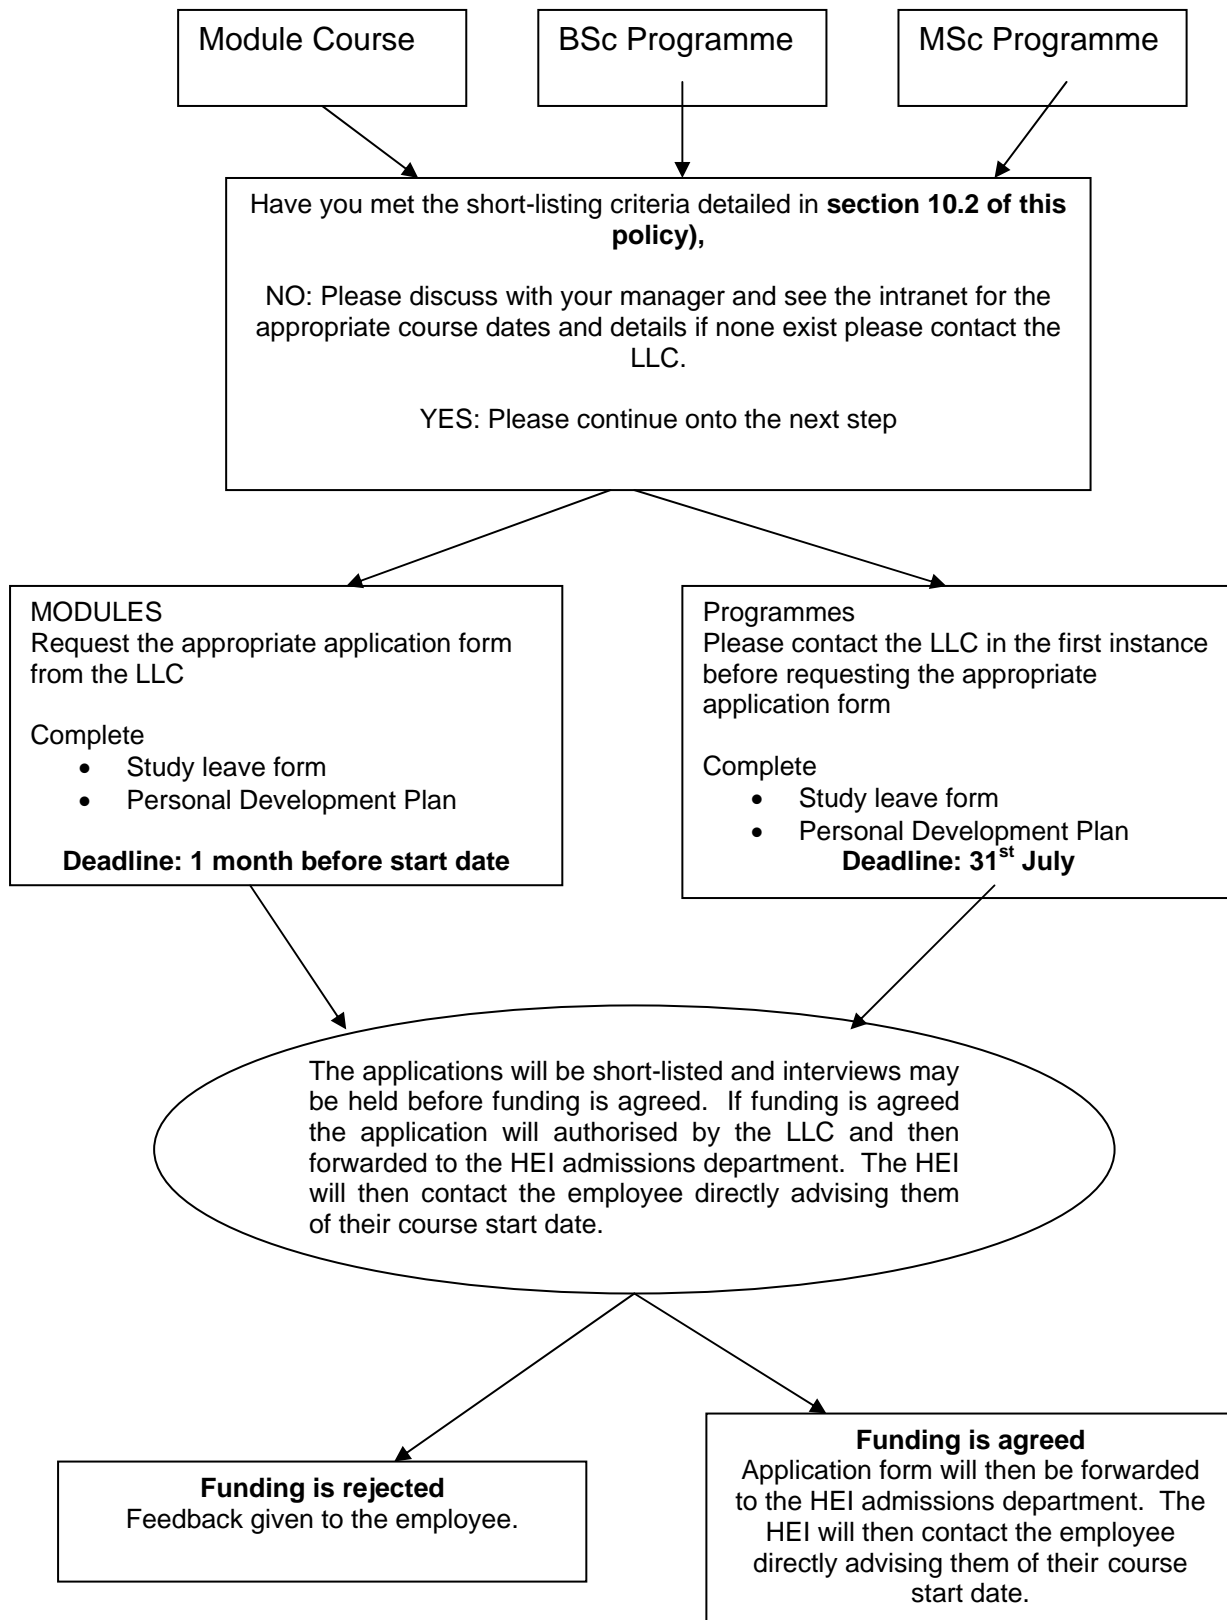 Module Course
BSc Programme
MSc Programme
Have you met the short-listing criteria detailed in section 10.2 of this
policy),
NO: Please discuss with your manager and see the intranet for the
appropriate course dates and details if none exist please contact the
LLC.
YES: Please continue onto the next step
MODULES
Request the appropriate application form
from the LLC
Complete
• Study leave form
• Personal Development Plan
Deadline: 1 month before start date
Programmes
Please contact the LLC in the first instance
before requesting the appropriate
application form
Complete
• Study leave form
• Personal Development Plan
Deadline: 31st July
The applications will be short-listed and interviews may
be held before funding is agreed. If funding is agreed
the application will authorised by the LLC and then
forwarded to the HEI admissions department. The HEI
will then contact the employee directly advising them
of their course start date.
Funding is rejected
Feedback given to the employee.
Funding is agreed
Application form will then be forwarded
to the HEI admissions department. The
HEI will then contact the employee
directly advising them of their course
start date.